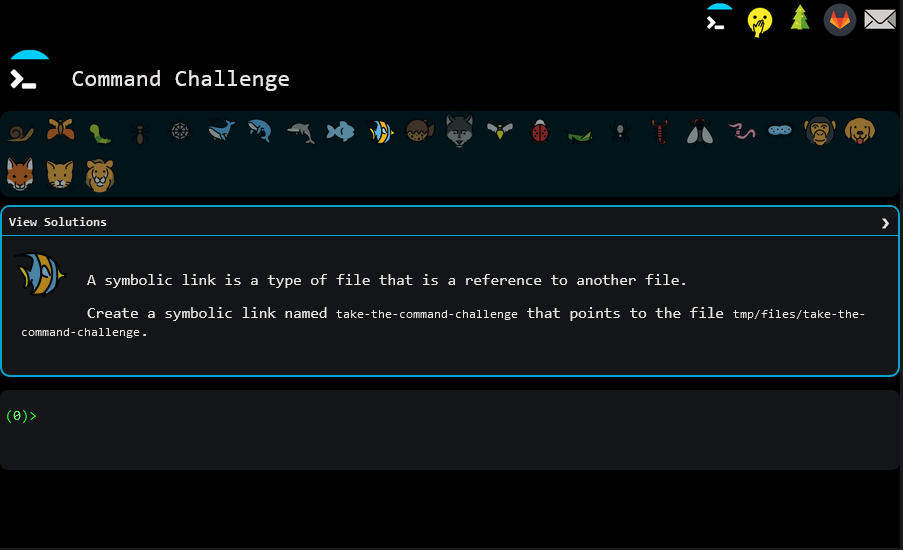 Command Challenge
View Solutions
A symbolic link is a type of file that is a reference to another file.
Create a symbolic link named take-the-command-challenge that points to the file tmp/files/take-the-
command-challenge.
(0)>